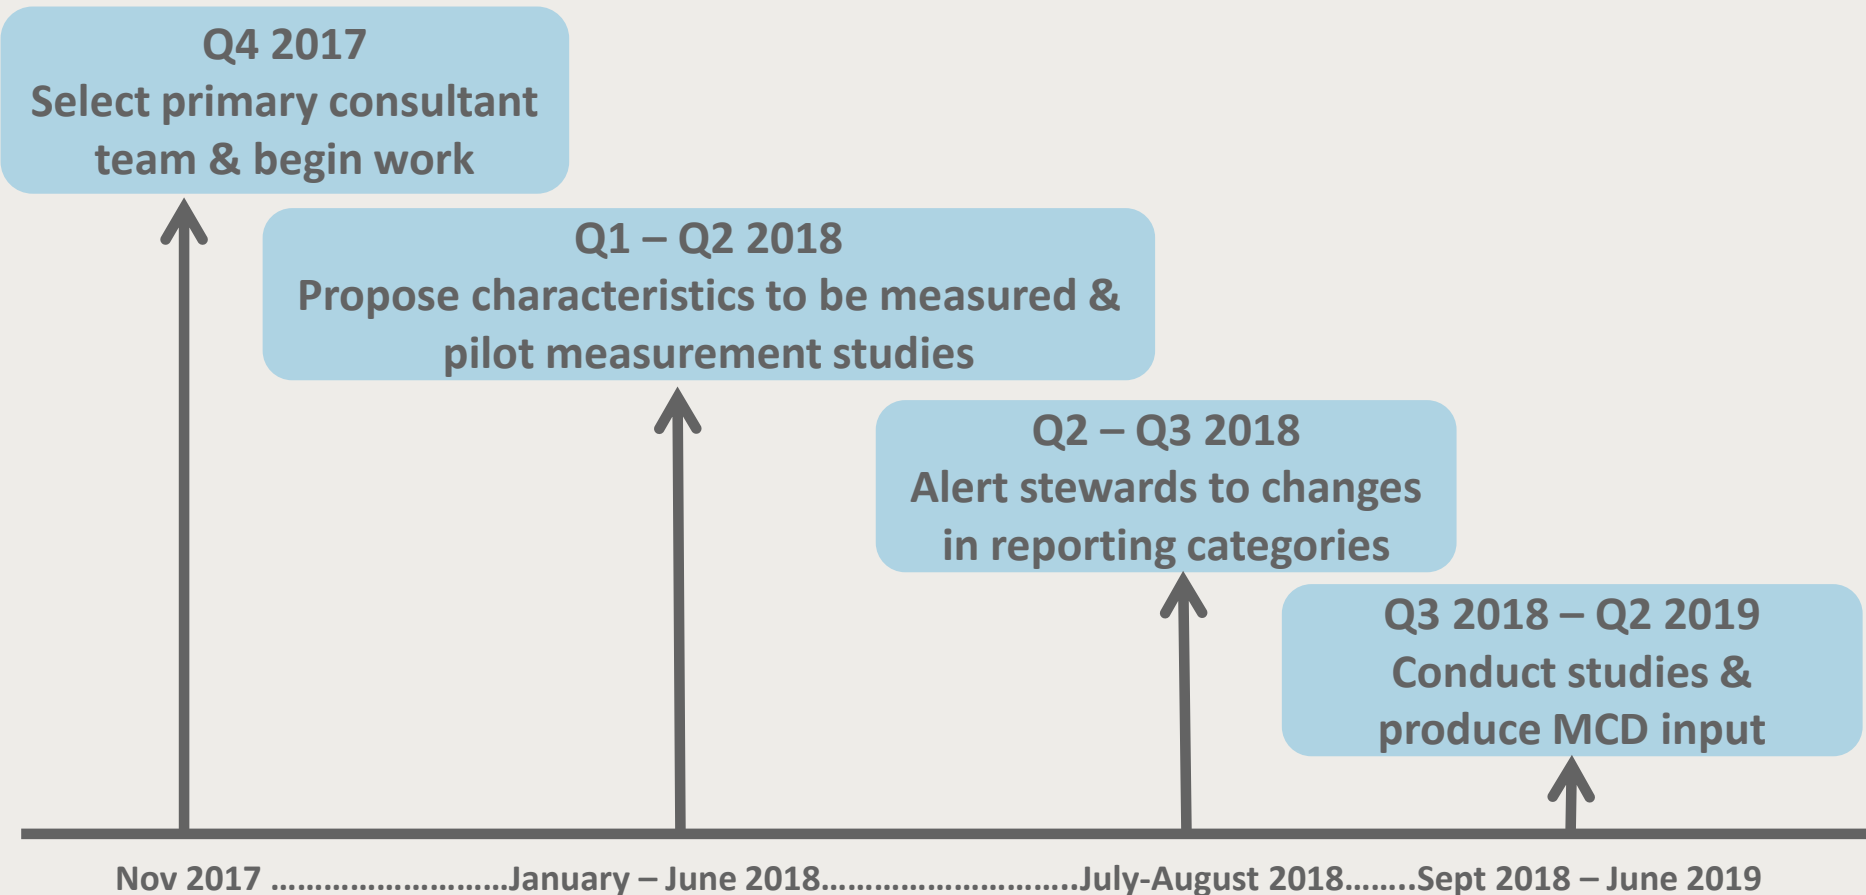 Q4 2017
Select primary consultant
team & begin work
Q1 – Q2 2018
Propose characteristics to be measured &
pilot measurement studies
Q2 – Q3 2018
Alert stewards to changes
in reporting categories
Q3 2018 – Q2 2019
Conduct studies &
produce MCD input
Nov 2017 ..........................January – June 2018............................July-August 2018........Sept 2018 – June 2019